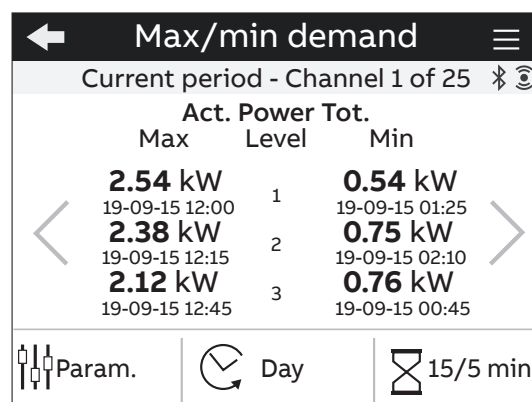 Max/min demand
Current period - Channel 1 of 25
Act. Power Tot.
Max Level Min
2.54 kW 1 0.54 kW
19-09-15 12:00 19-09-15 01:25
2.38 kW 2 0.75 kW
19-09-15 12:15 19-09-15 02:10
2.12 kW 3 0.76 kW
19-09-15 12:45 19-09-15 00:45
Param. Day 15/5 min